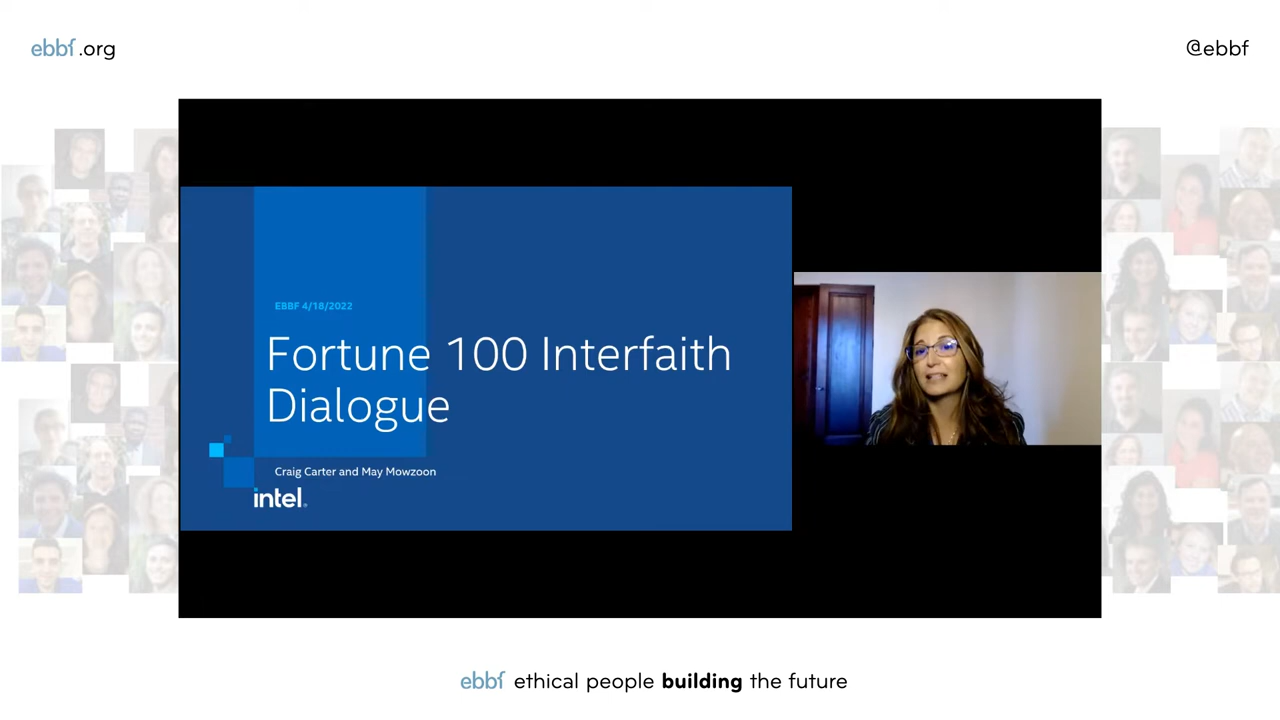 ebbf.org
@ebbf
EBBF 4/18/2022
Fortune 100 Interfaith
Dialogue
Craig Carter and May Mowzoon
intel.
ebbf ethical people building the future